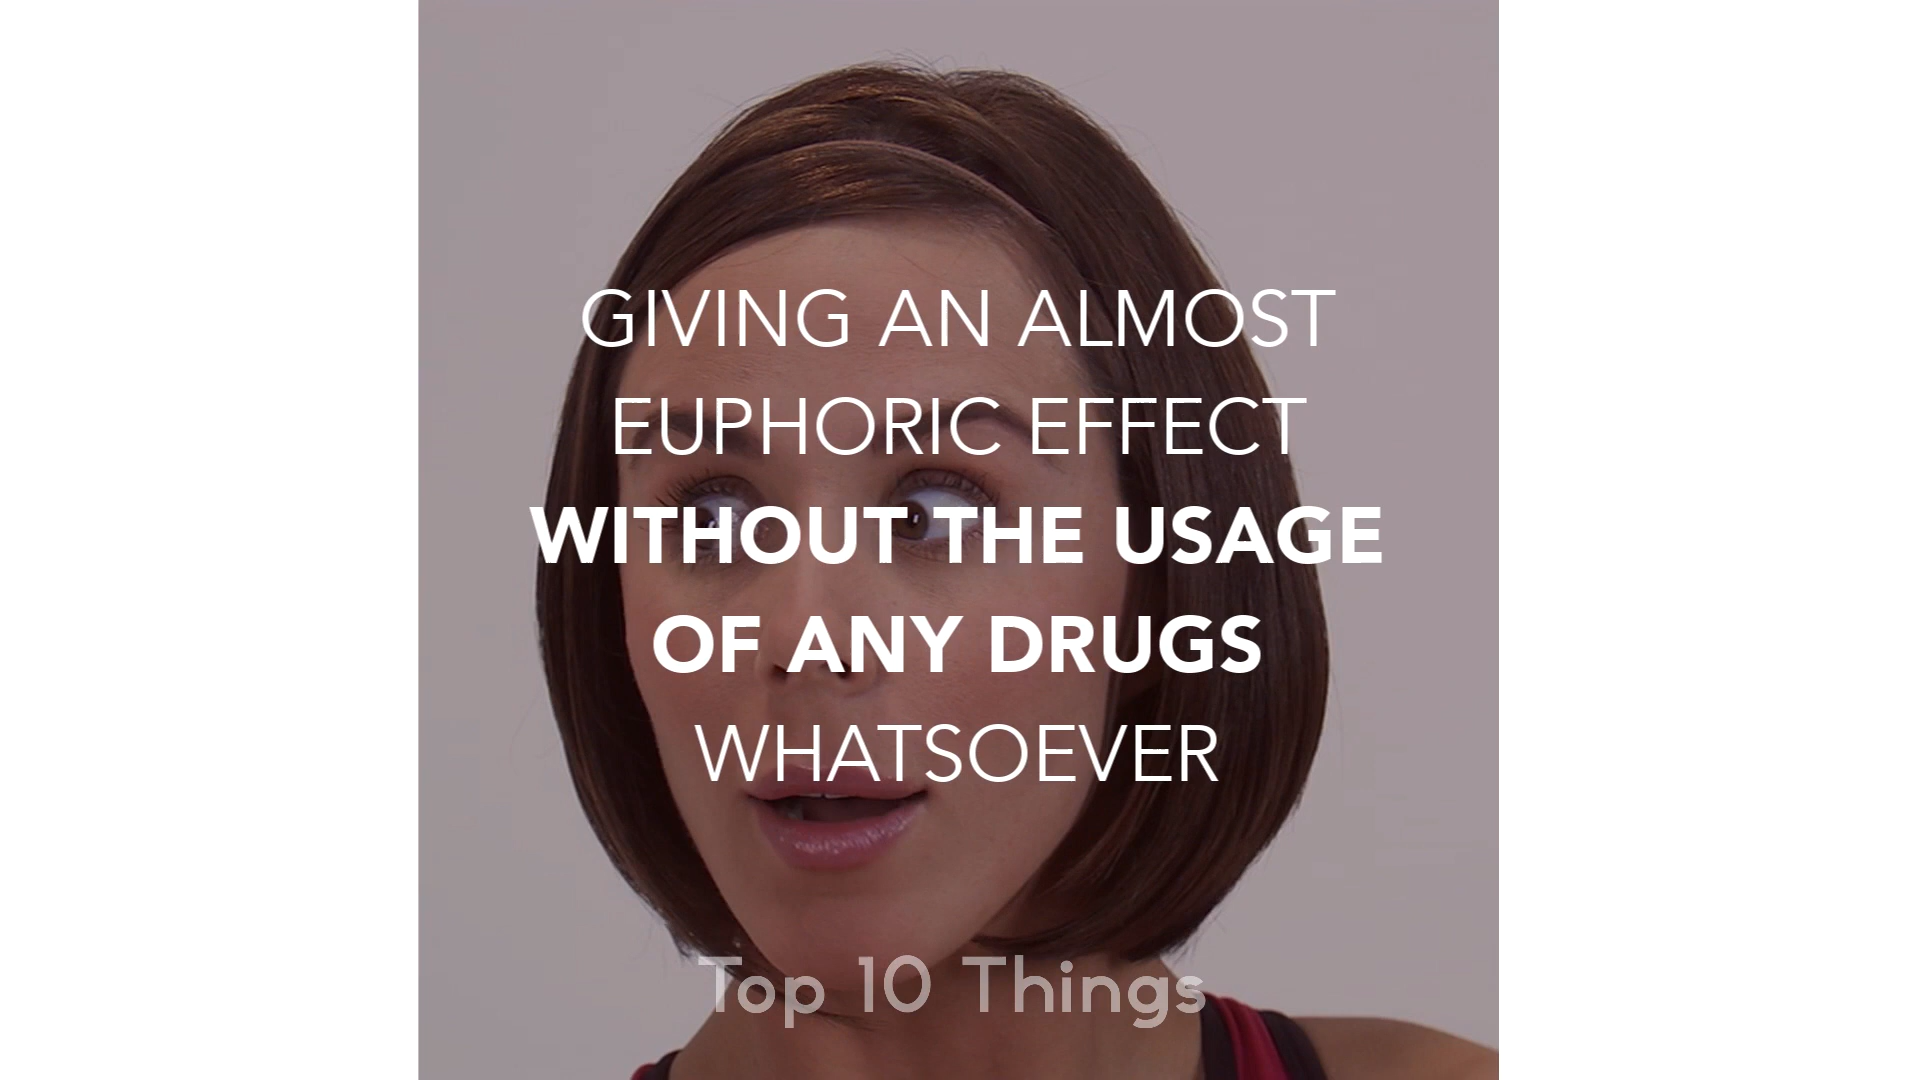 GIVING AN ALMOST
EUPHORIC EFFECT
WITHOUT THE USAGE
OF ANY DRUGS
WHATSOEVER
Top 10 Things